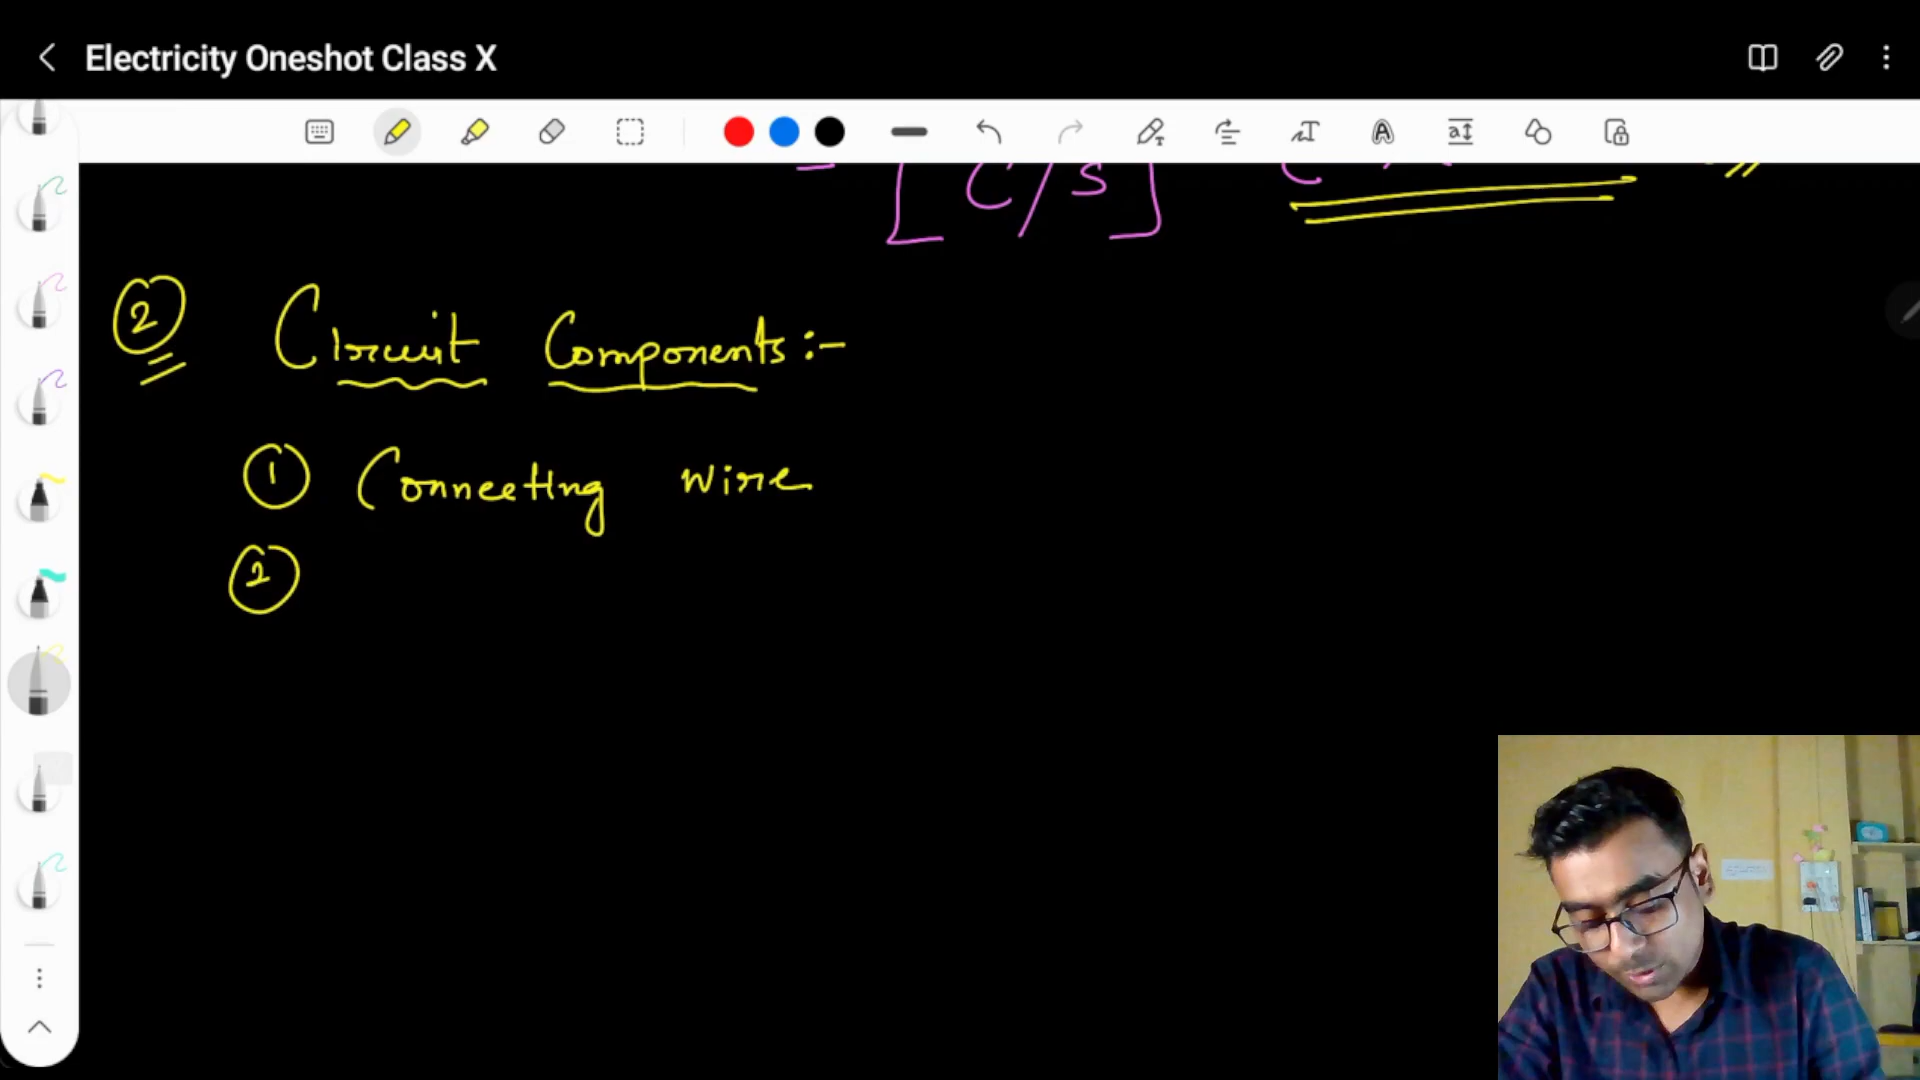 Electricity Oneshot Class X
[C/s]
② Circuit Components :-
① Connecting wire
②